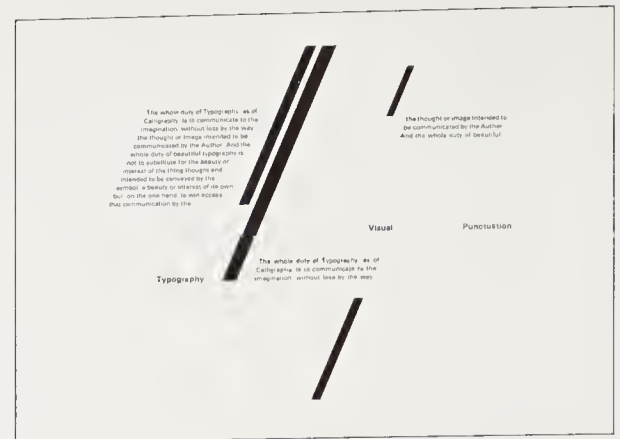 The whole duty of Typography as of
Calligraphy is to communicate to the
imagination without loss by the way
the thought or image intended to be
communicated by the Author And the
whole duty of beautiful typography is
not to substitute for the beauty or
interest of the thing thought and
intended to be conveyed by the
symbol a beauty or interest of its own
but on the one hand to win access
that communication by the
the thought or image intended to
be communicated by the Author
And the whole duty of beautiful
Visual
Punctustion
The whole duty of Typography as of
Calligraphy is to communicate to the
imagination without loss by the way
Typography